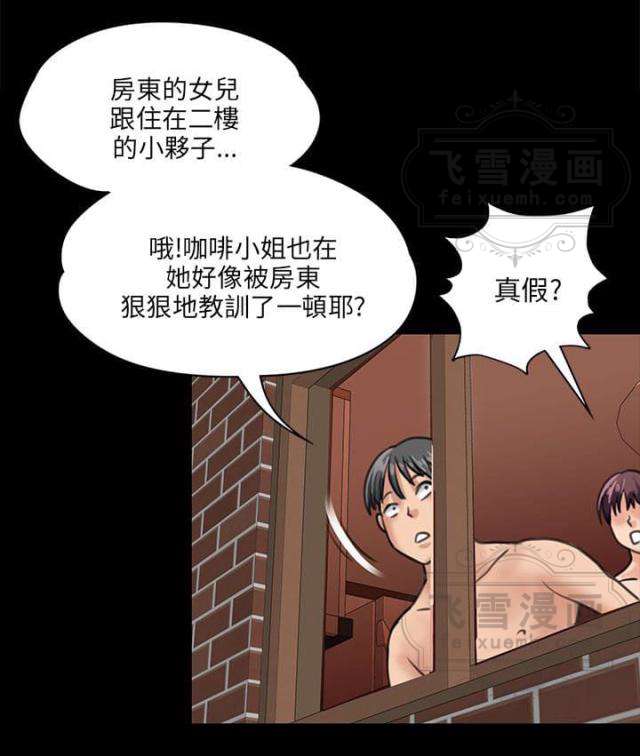 房東的女兒
跟住在二樓
的小夥子...
哦!咖啡小姐也在
她好像被房東
狠狠地教訓了一頓耶?
真假?
飞雪漫画
feixuemh.com
飞雪漫画
feixuemh.com